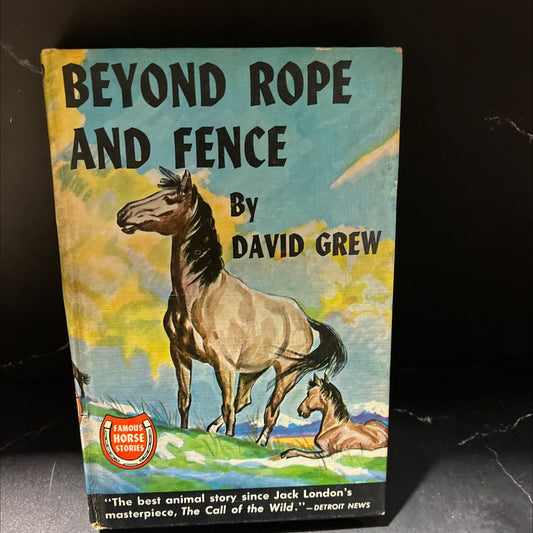 BEYOND ROPE
AND FENCE
By
DAVID GREW
FAMOUS
HORSE
STORIES
"The best animal story since Jack London's
masterpiece, The Call of the Wild."—DETROIT NEWS